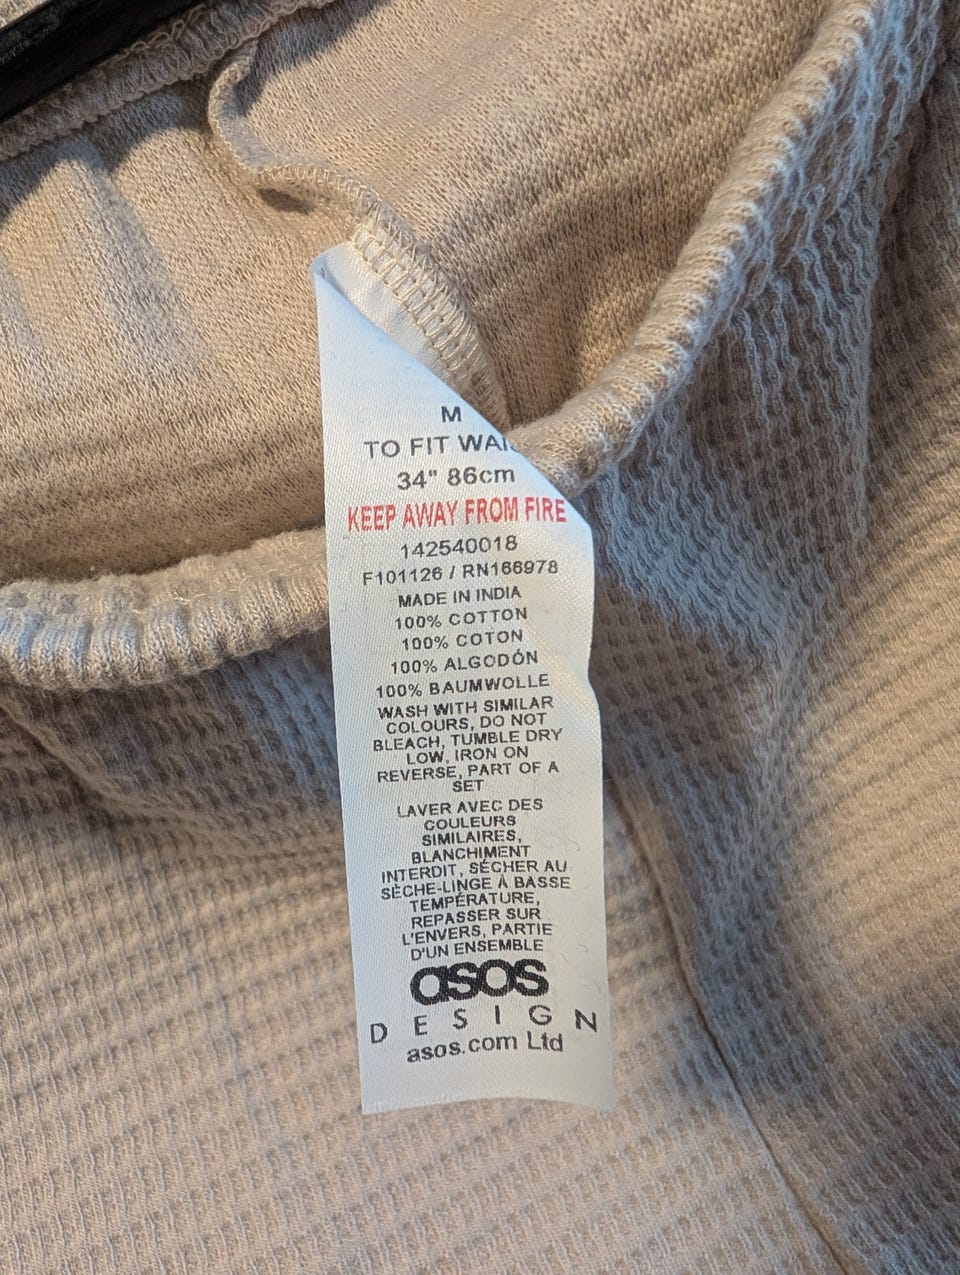 M
TO FIT
34" 86cm
KEEP AWAY FROM FIRE
142540018
F101126 / RN166978
MADE IN INDIA
100% COTTON
100% COTON
100% ALGODÓN
100% BAUMWOLLE
WASH WITH SIMILAR
COLOURS, DO NOT
BLEACH, TUMBLE DRY
LOW, IRON ON
REVERSE, PART OF A
SET
LAVER AVEC DES
COULEURS
SIMILAIRES,
BLANCHIMENT
INTERDIT, SÉCHER AU
SÈCHE-LINGE À BASSE
TEMPÉRATURE,
REPASSER SUR
L'ENVERS, PARTIE
D'UN ENSEMBLE
asos
DESIGN
asos.com Ltd